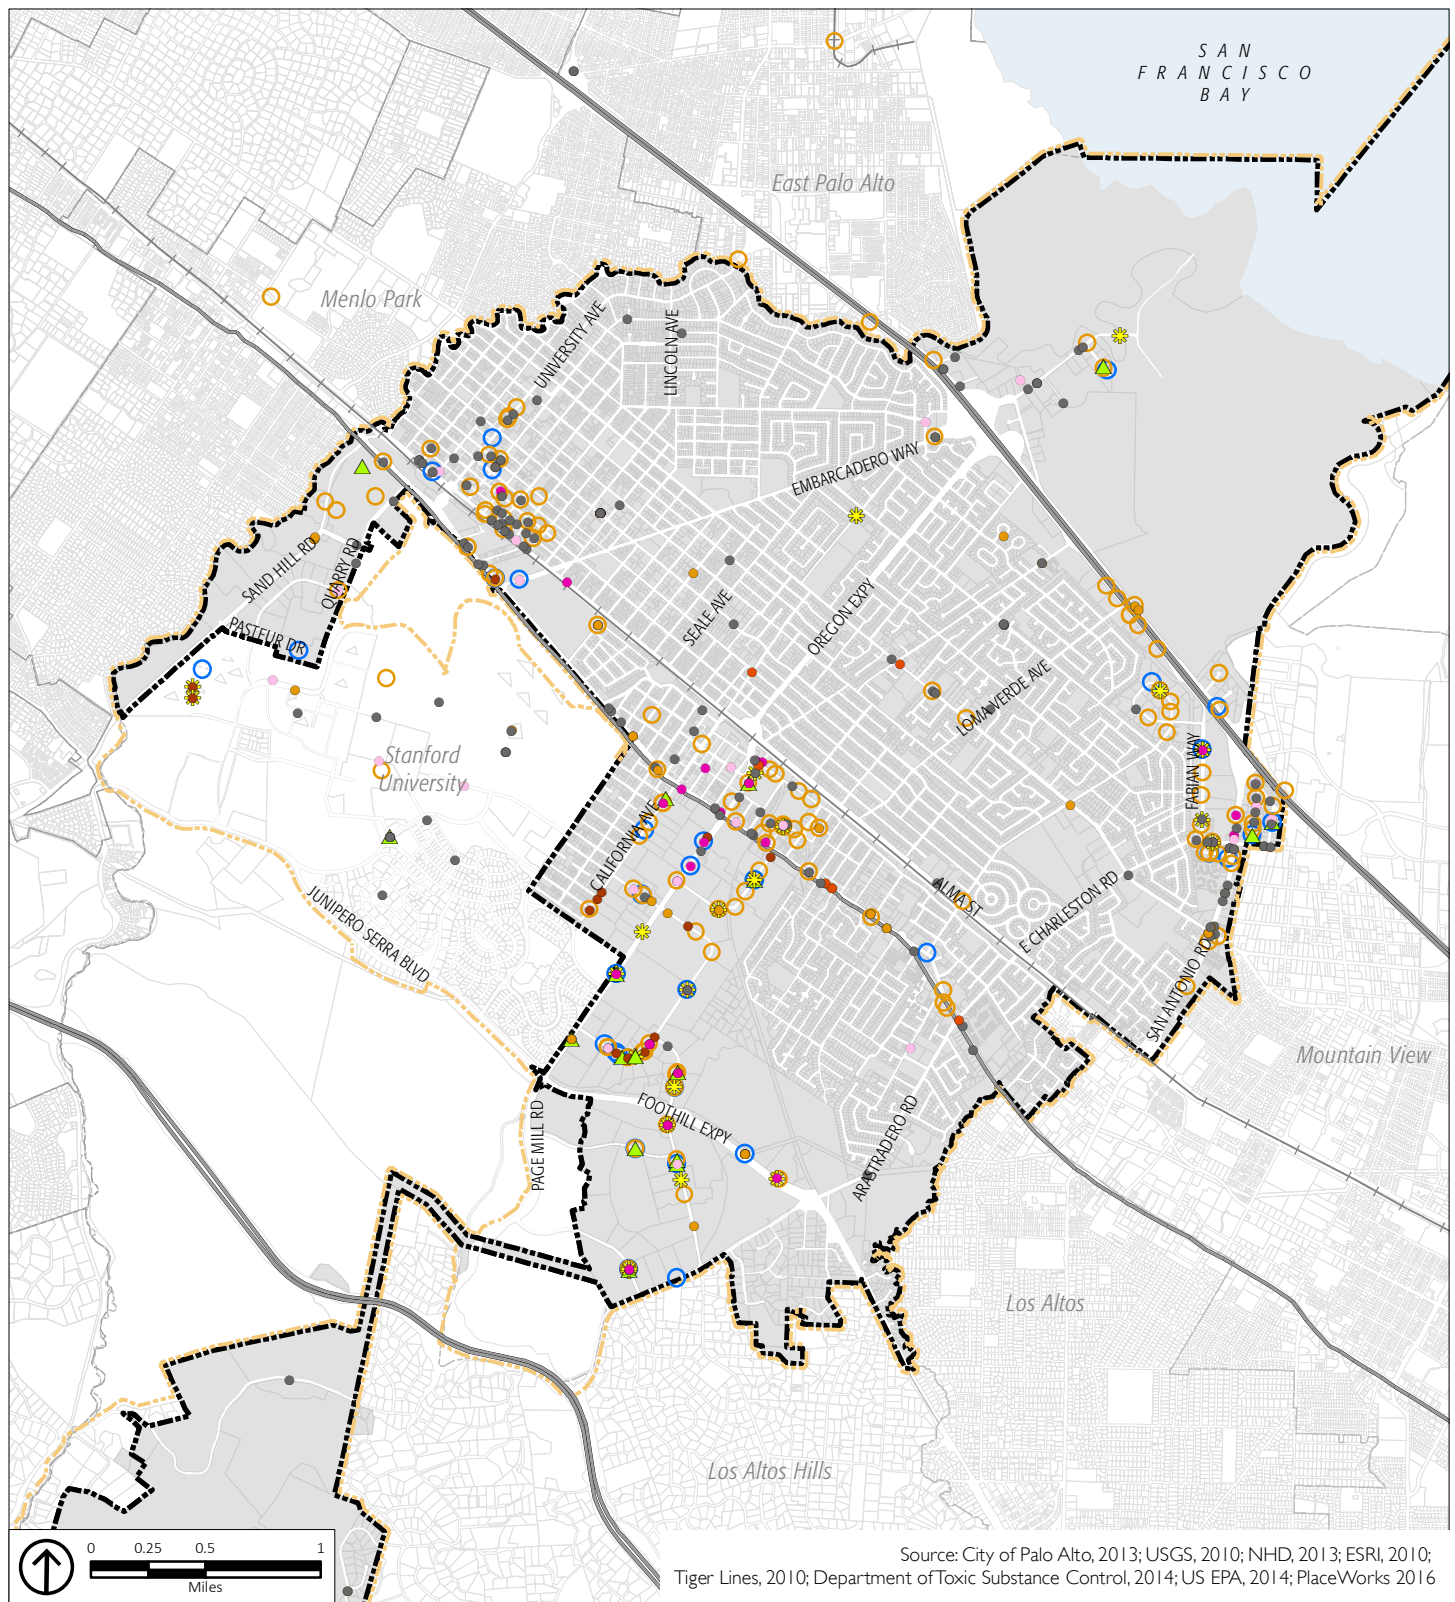 S A N
F R A N C I S C O
B A Y
East Palo Alto
Menlo Park
UNIVERSITY AVE
LINCOLN AVE
EMBARCADERO WAY
SAND HILL RD
QUARRY RD
PASTEUR DR
SEALE AVE
OREGON EXPY
LOMA VERDE AVE
Stanford
University
FABIAN WAY
CALIFORNIA AVE
ALMA ST
E CHARLESTON RD
JUNIPERO SERRA BLVD
SAN ANTONIO RD
Mountain View
PAGE MILL RD
FOOTHILL EXPY
ARASTRADERO RD
Los Altos
Los Altos Hills
0 0.25 0.5 1
Miles
Source: City of Palo Alto, 2013; USGS, 2010; NHD, 2013; ESRI, 2010;
Tiger Lines, 2010; Department of Toxic Substance Control, 2014; US EPA, 2014; PlaceWorks 2016